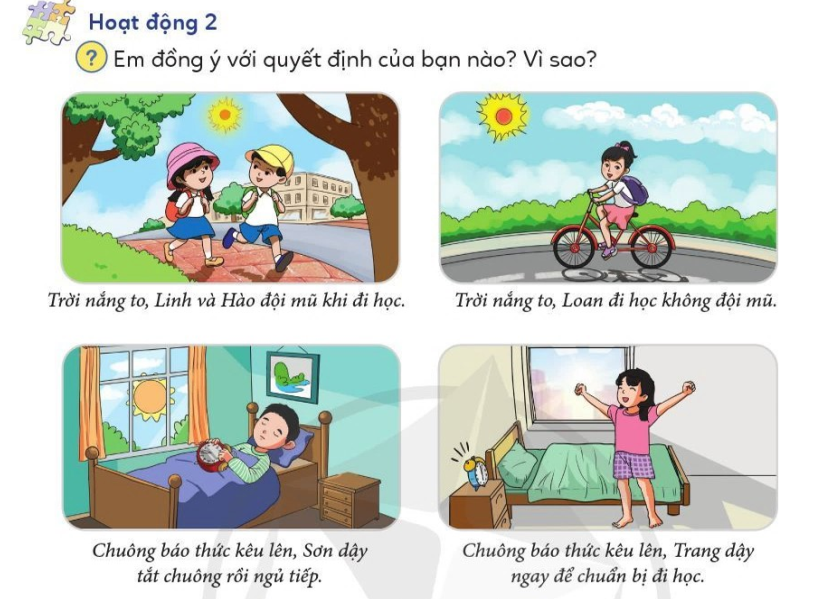 Hoạt động 2
? Em đồng ý với quyết định của bạn nào? Vì sao?
Trời nắng to, Linh và Hào đội mũ khi đi học.
Trời nắng to, Loan đi học không đội mũ.
Chuông báo thức kêu lên, Sơn dậy
tắt chuông rồi ngủ tiếp.
Chuông báo thức kêu lên, Trang dậy
ngay để chuẩn bị đi học.